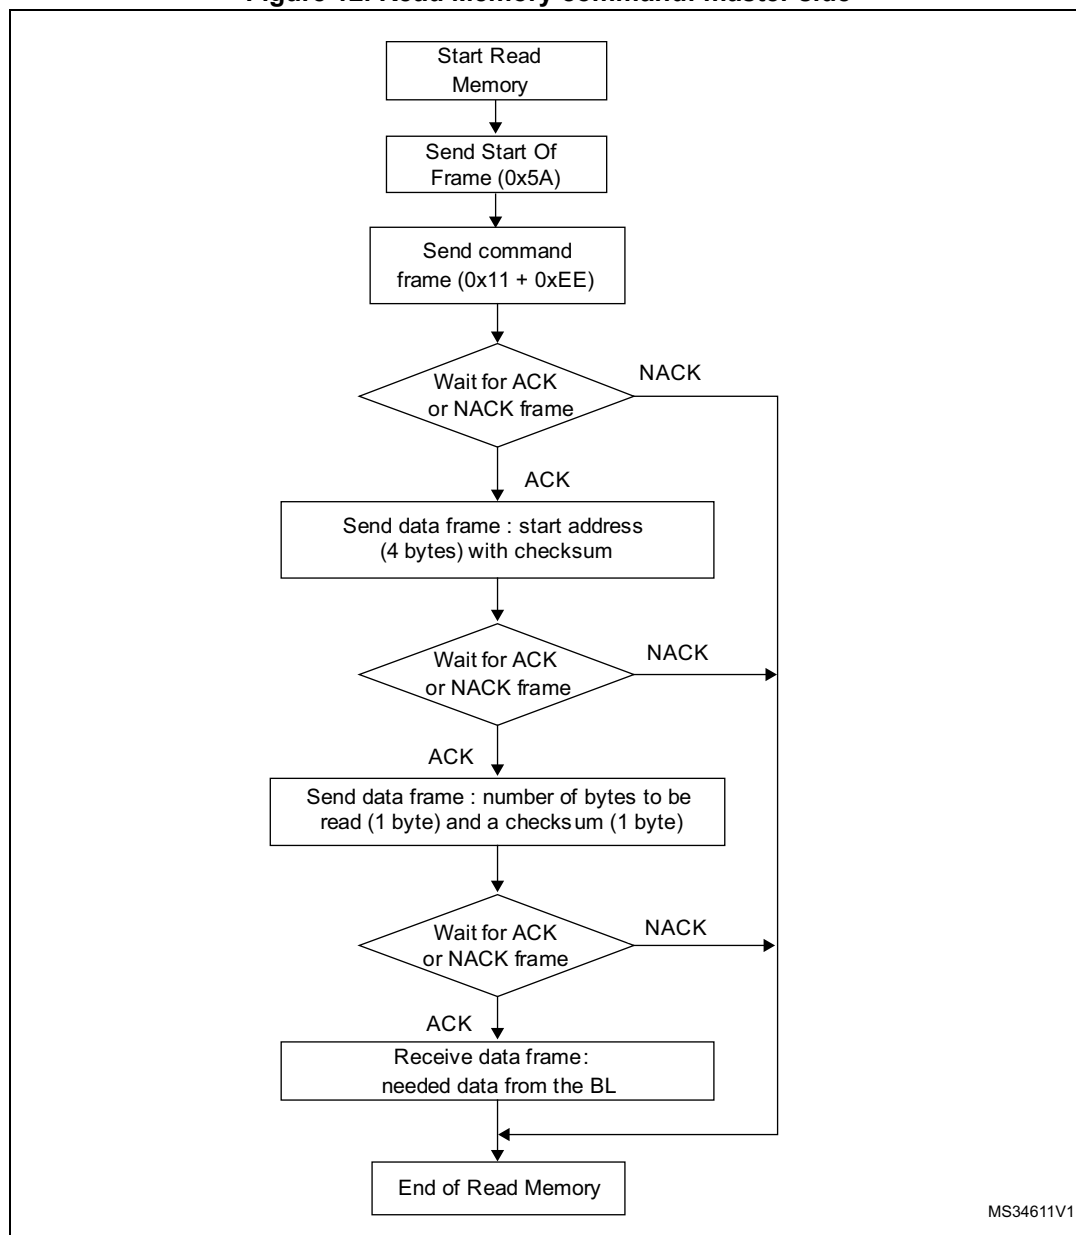 Start Read
Memory
Send Start Of
Frame (0x5A)
Send command
frame (0x11 + 0xEE)
Wait for ACK
or NACK frame
NACK
ACK
Send data frame : start address
(4 bytes) with checksum
Wait for ACK
or NACK frame
NACK
ACK
Send data frame : number of bytes to be
read (1 byte) and a checksum (1 byte)
Wait for ACK
or NACK frame
NACK
ACK
Receive data frame:
needed data from the BL
End of Read Memory
MS34611V1